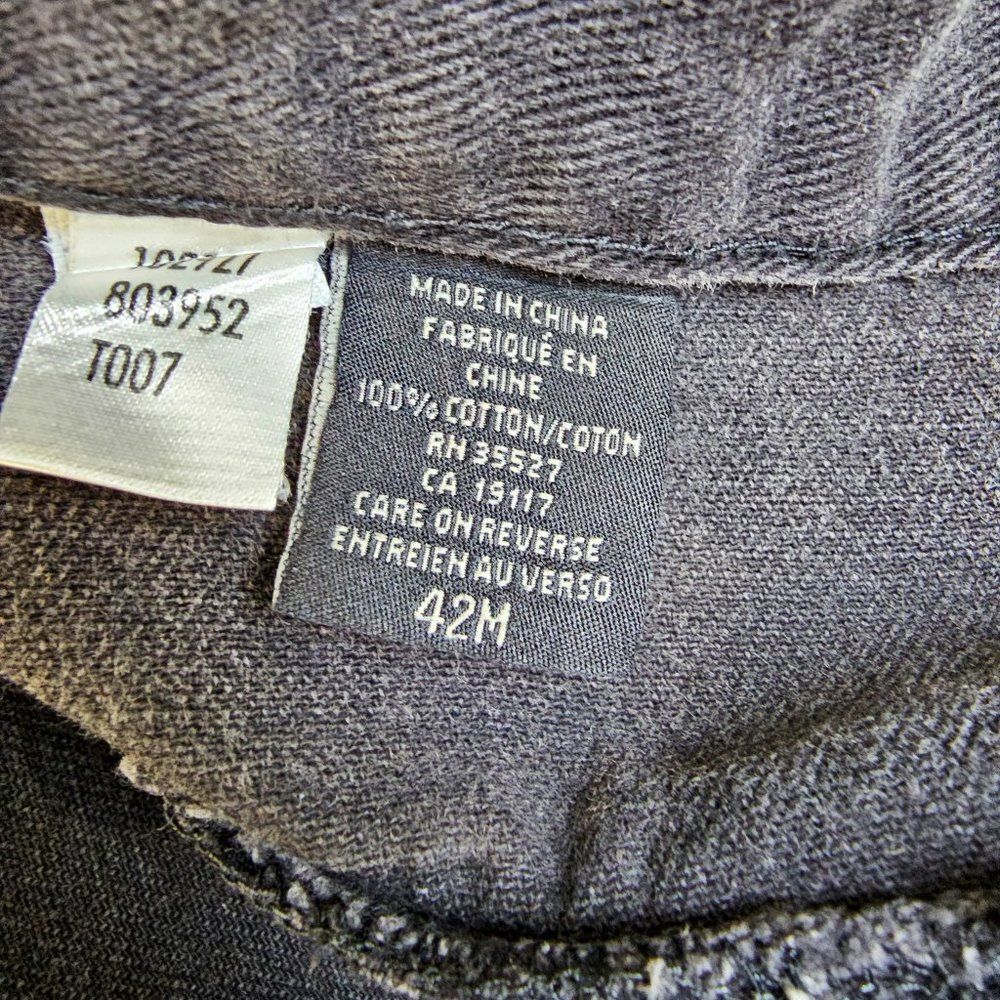 803952
T007
MADE IN CHINA
FABRIQUÉ EN
CHINE
100% COTTON/COTON
RN 35527
CA 19117
CARE ON REVERSE
ENTREIEN AU VERSO
42M